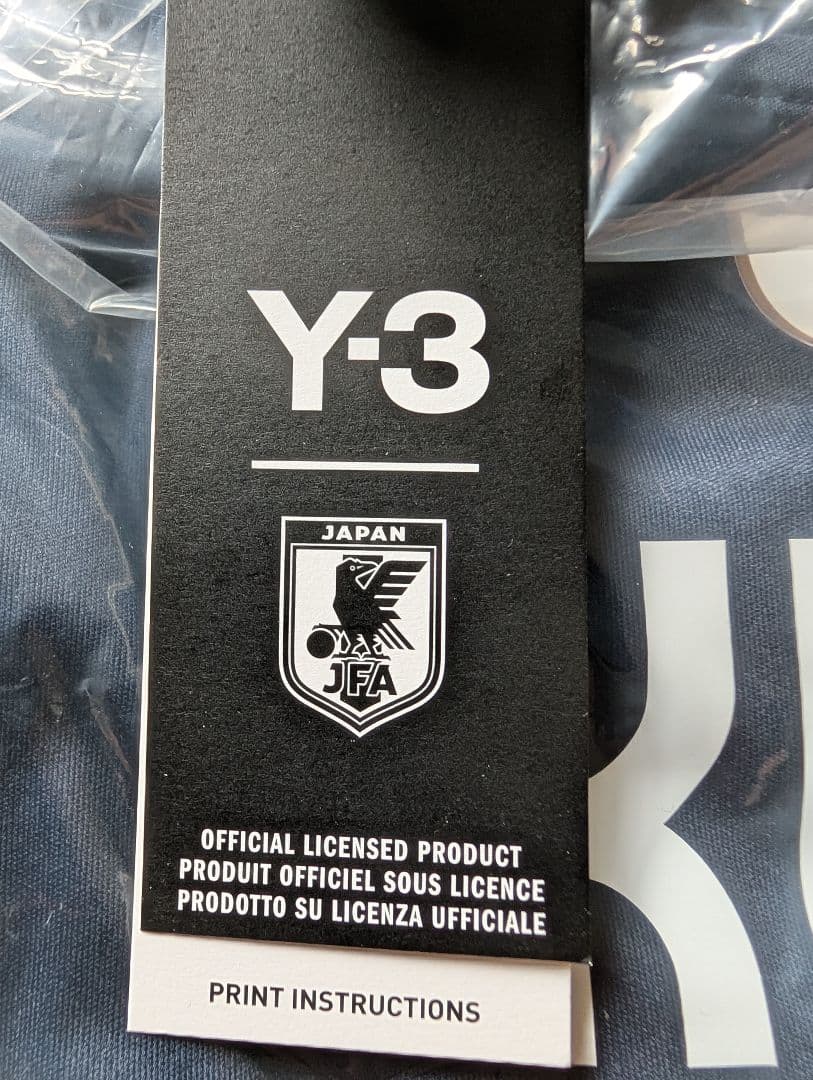 Y-3
JAPAN
JFA
OFFICIAL LICENSED PRODUCT
PRODUIT OFFICIEL SOUS LICENCE
PRODOTTO SU LICENZA UFFICIALE
PRINT INSTRUCTIONS